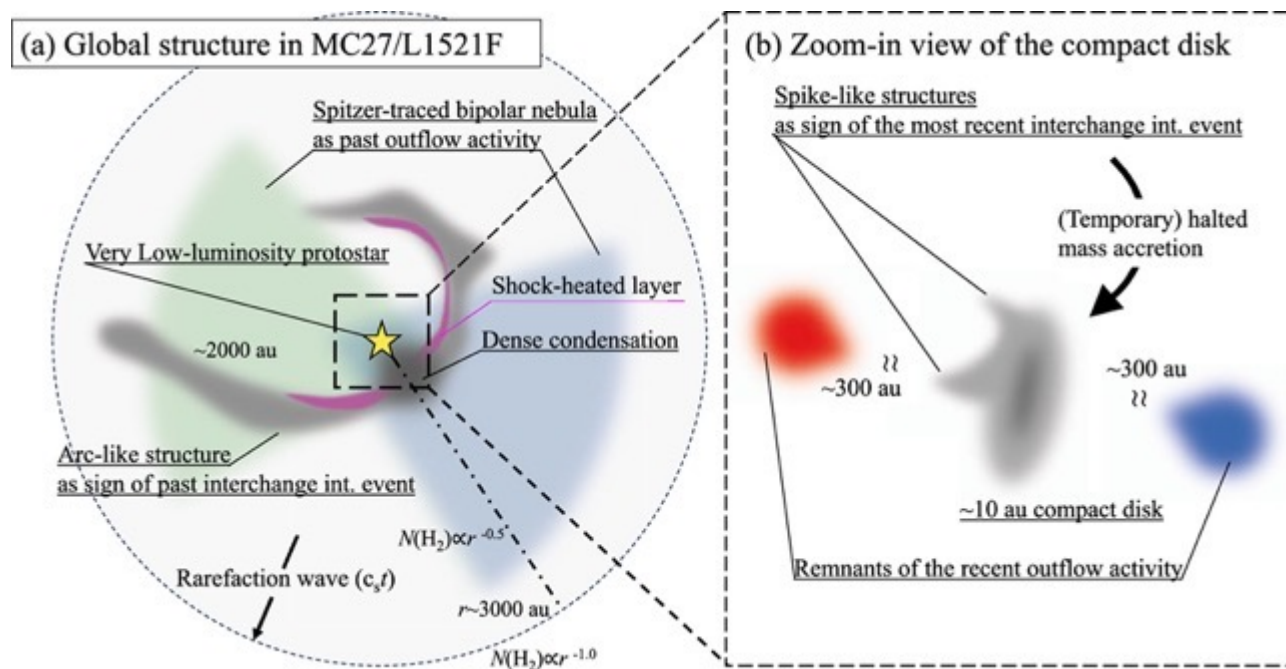 (a) Global structure in MC27/L1521F
Spitzer-traced bipolar nebula
as past outflow activity
Very Low-luminosity protostar
Shock-heated layer
Dense condensation
~2000 au
Arc-like structure
as sign of past interchange int. event
N(H₂)∝r ⁻⁰·⁵
Rarefaction wave (cₛt)
r~3000 au
N(H₂)∝r ⁻¹·⁰
(b) Zoom-in view of the compact disk
Spike-like structures
as sign of the most recent interchange int. event
(Temporary) halted
mass accretion
~300 au
~300 au
~10 au compact disk
Remnants of the recent outflow activity